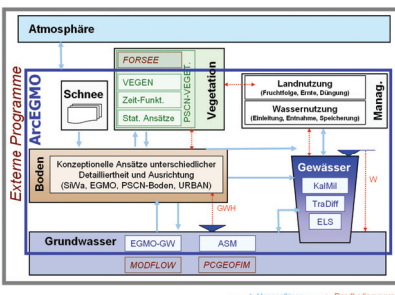 Atmosphäre
Externe Programme
ArcEGMO
Schnee
FORSEE
VEGEN
Zeit-Funkt.
Stat. Ansätze
PSCN-VEGET.
Vegetation
Landnutzung
(Fruchtfolge, Ernte, Düngung)
Wassernutzung
(Einleitung, Entnahme, Speicherung)
Manag.
Boden
Konzeptionelle Ansätze unterschiedlicher
Detailliertheit und Ausrichtung
(SiWa, EGMO, PSCN-Boden, URBAN)
Gewässer
KalMil
TraDiff
ELS
W
GWH
Grundwasser
EGMO-GW
ASM
MODFLOW
PCGEOFIM